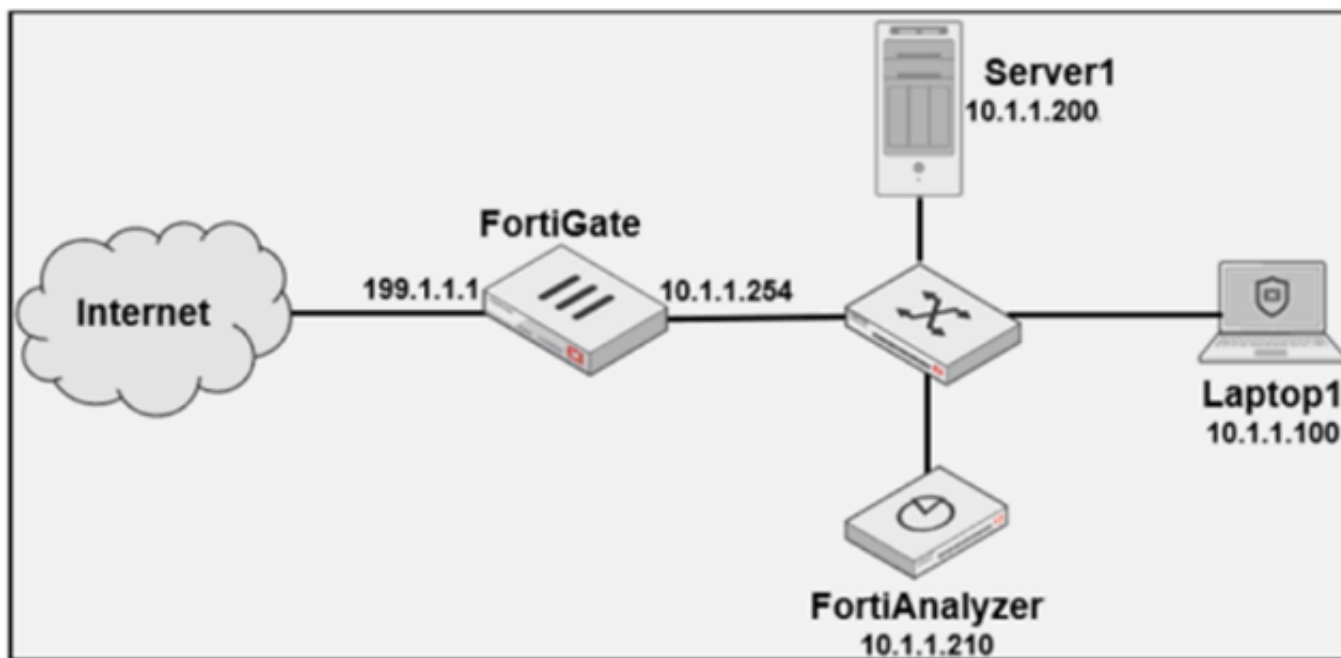 Server1
10.1.1.200
FortiGate
199.1.1.1
10.1.1.254
Internet
Laptop1
10.1.1.100
FortiAnalyzer
10.1.1.210